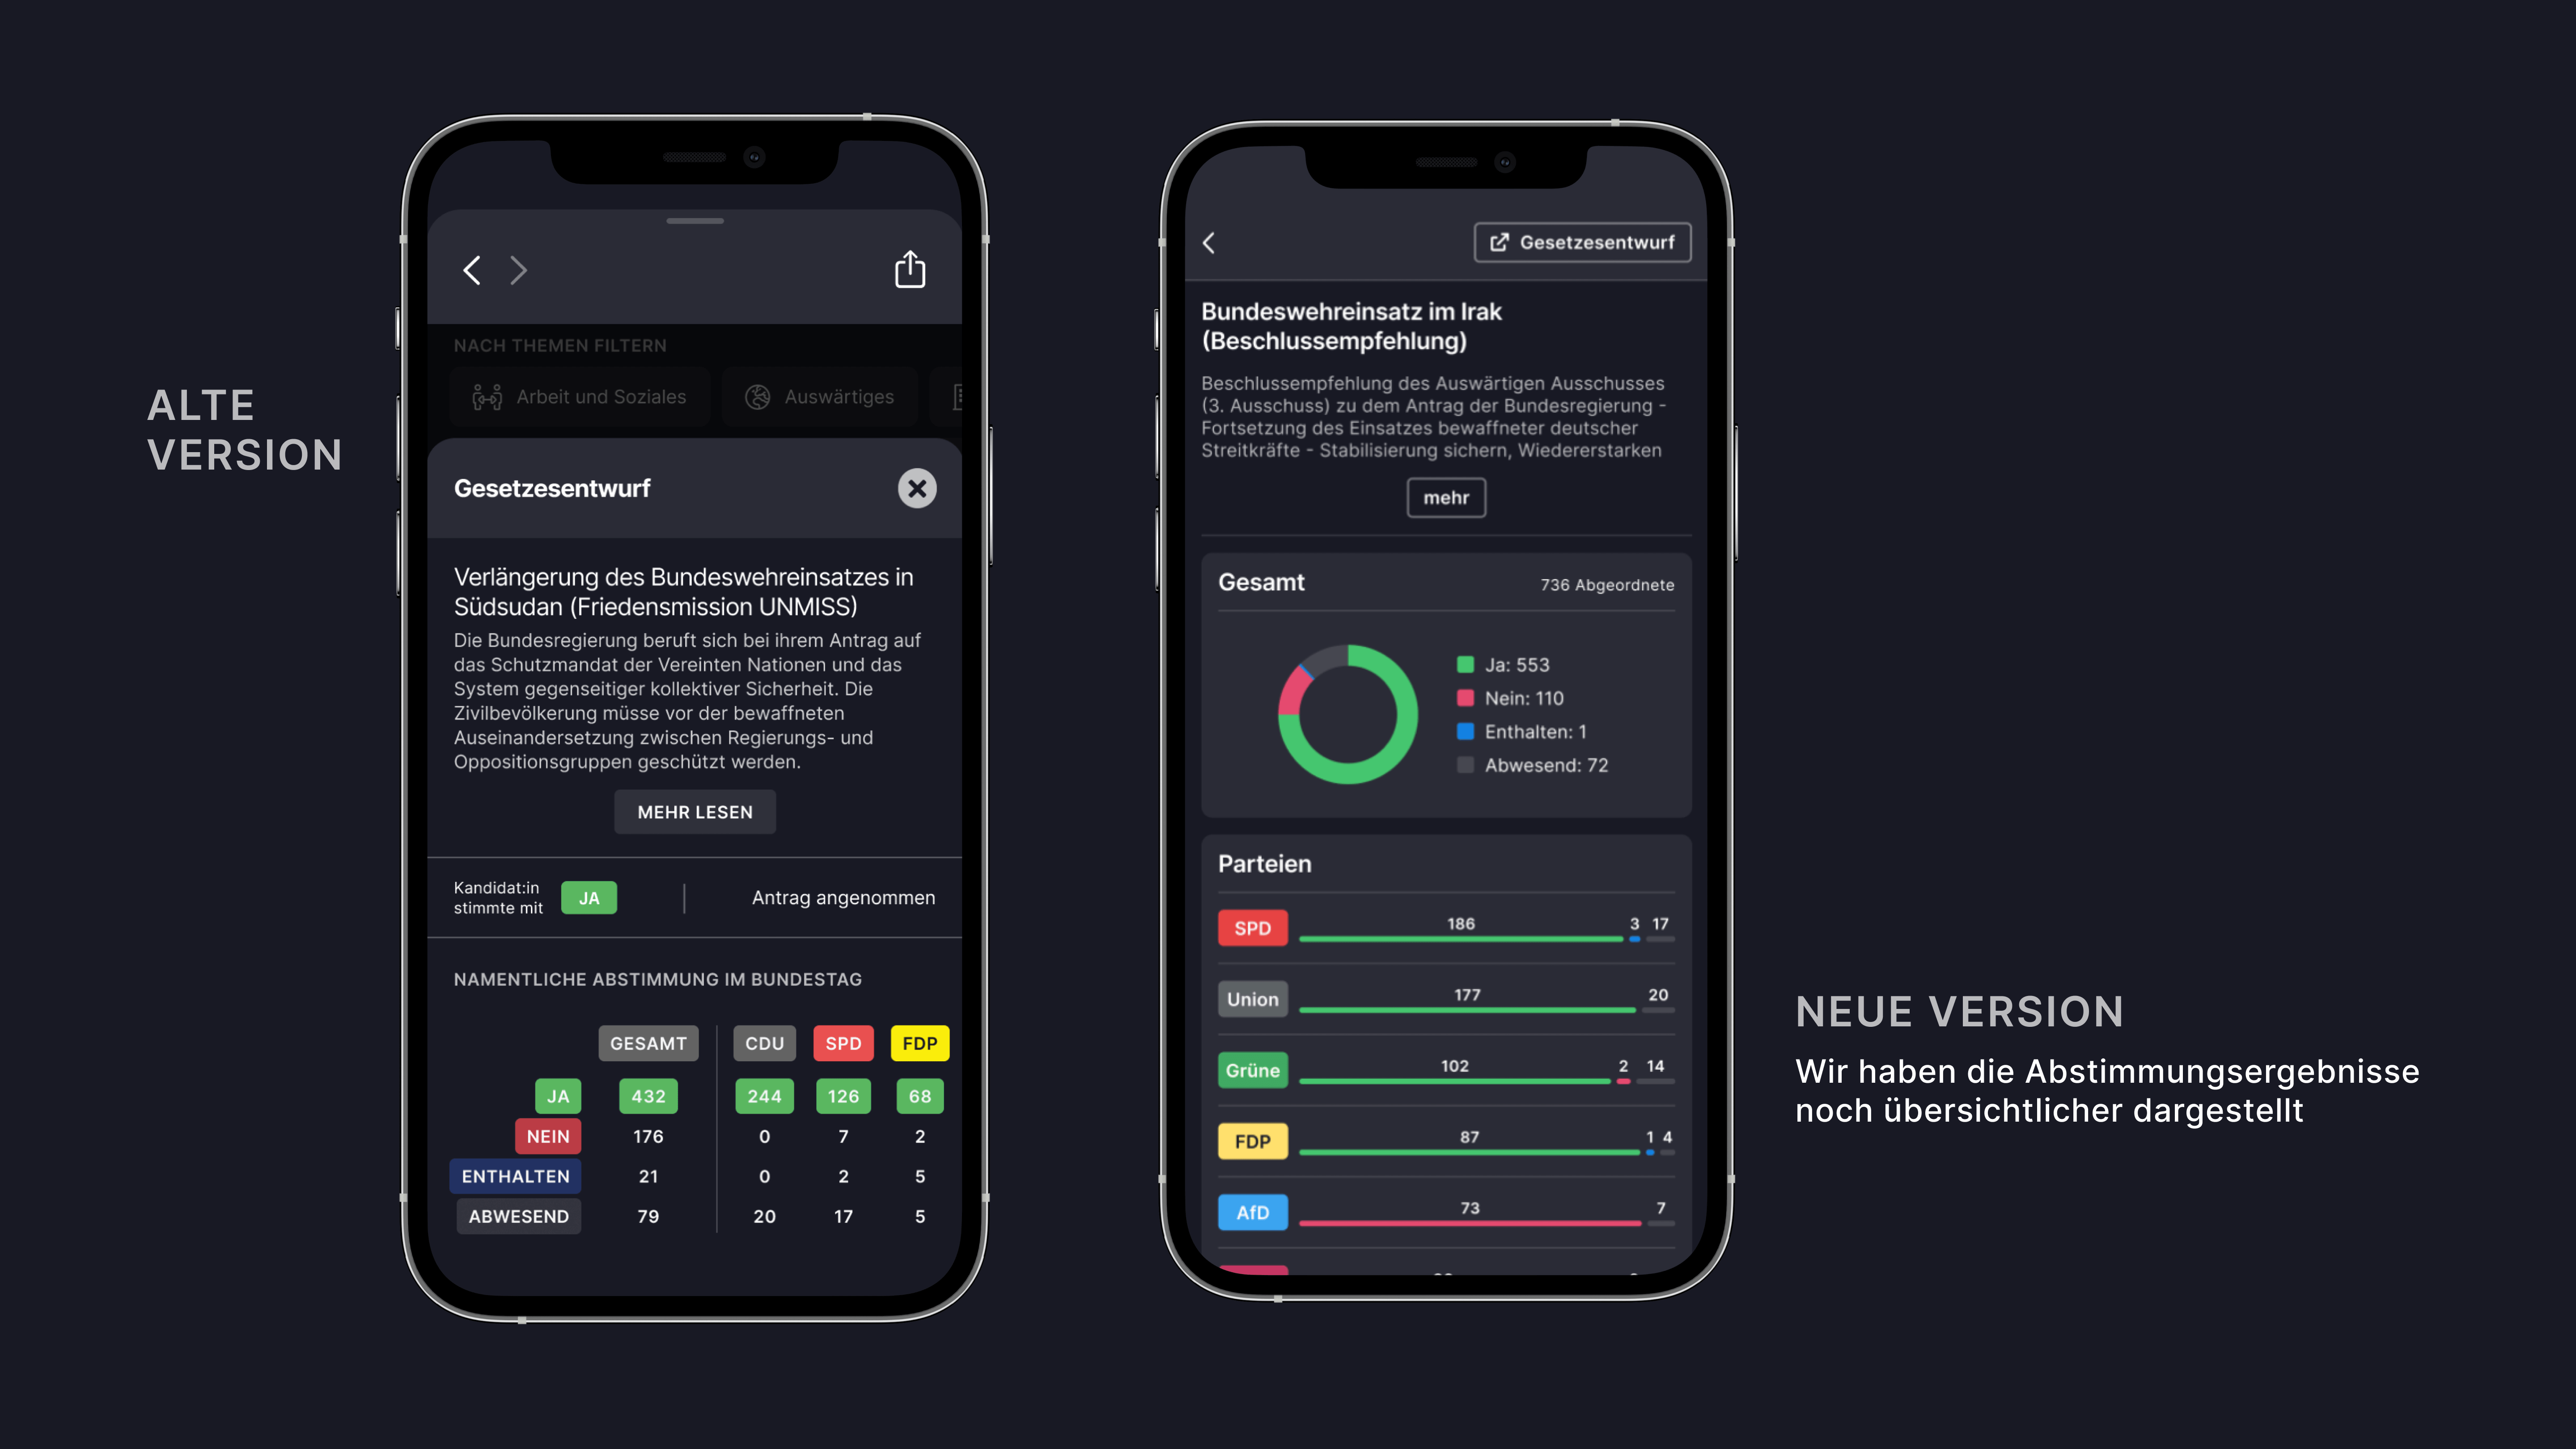 ALTE
VERSION
NACH THEMEN FILTERN
Arbeit und Soziales
Auswärtiges
Gesetzesentwurf
Verlängerung des Bundeswehreinsatzes in
Südsudan (Friedensmission UNMISS)
Die Bundesregierung beruft sich bei ihrem Antrag auf
das Schutzmandat der Vereinten Nationen und das
System gegenseitiger kollektiver Sicherheit. Die
Zivilbevölkerung müsse vor der bewaffneten
Auseinandersetzung zwischen Regierungs- und
Oppositionsgruppen geschützt werden.
MEHR LESEN
Kandidat:in
stimmte mit
JA
Antrag angenommen
NAMENTLICHE ABSTIMMUNG IM BUNDESTAG
GESAMT CDU SPD FDP
JA 432 244 126 68
NEIN 176 0 7 2
ENTHALTEN 21 0 2 5
ABWESEND 79 20 17 5
Gesetzesentwurf
Bundeswehreinsatz im Irak
(Beschlussempfehlung)
Beschlussempfehlung des Auswärtigen Ausschusses
(3. Ausschuss) zu dem Antrag der Bundesregierung -
Fortsetzung des Einsatzes bewaffneter deutscher
Streitkräfte - Stabilisierung sichern, Wiedererstarken
mehr
Gesamt 736 Abgeordnete
Ja: 553
Nein: 110
Enthalten: 1
Abwesend: 72
Parteien
SPD 186 3 17
Union 177 20
Grüne 102 2 14
FDP 87 1 4
AfD 73 7
NEUE VERSION
Wir haben die Abstimmungsergebnisse
noch übersichtlicher dargestellt